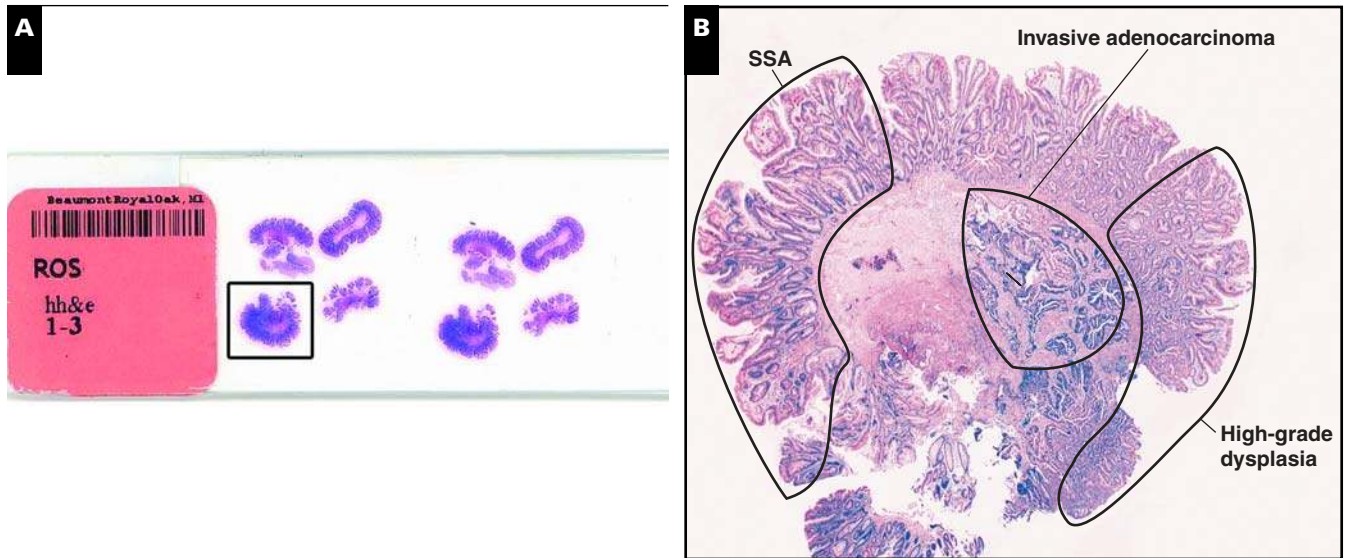 A
BeaumontRoyalOak,MI
ROS
hh&e
1-3
B
SSA
Invasive adenocarcinoma
High-grade
dysplasia